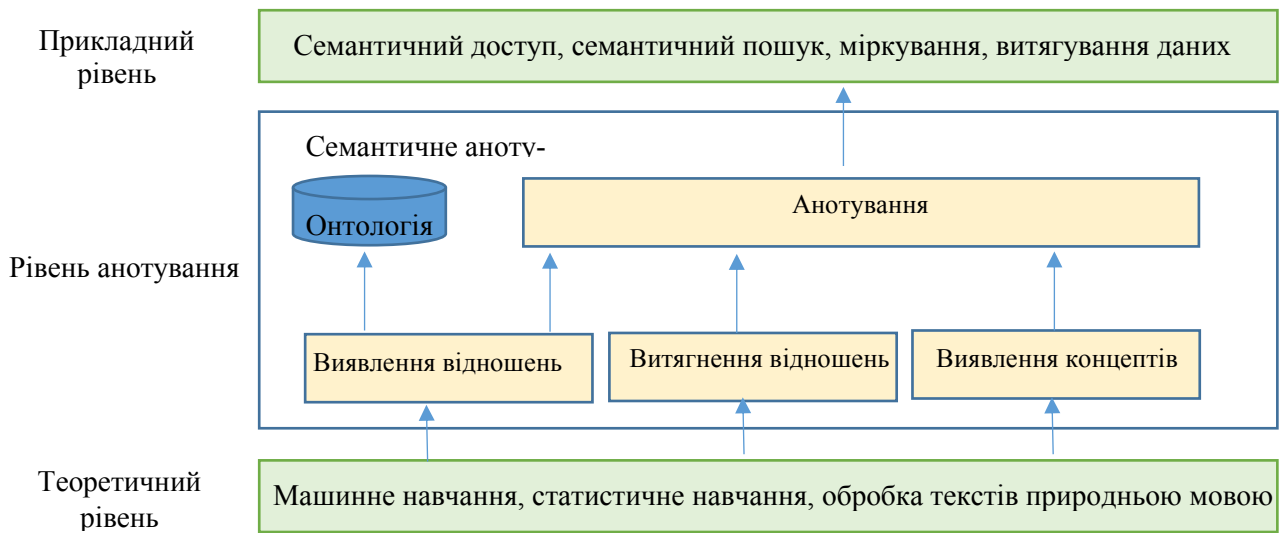 Прикладний
рівень
Семантичний доступ, семантичний пошук, міркування, витягування даних
Семантичне аноту-
Онтологія
Анотування
Рівень анотування
Виявлення відношень
Витягнення відношень
Виявлення концептів
Теоретичний
рівень
Машинне навчання, статистичне навчання, обробка текстів природньою мовою